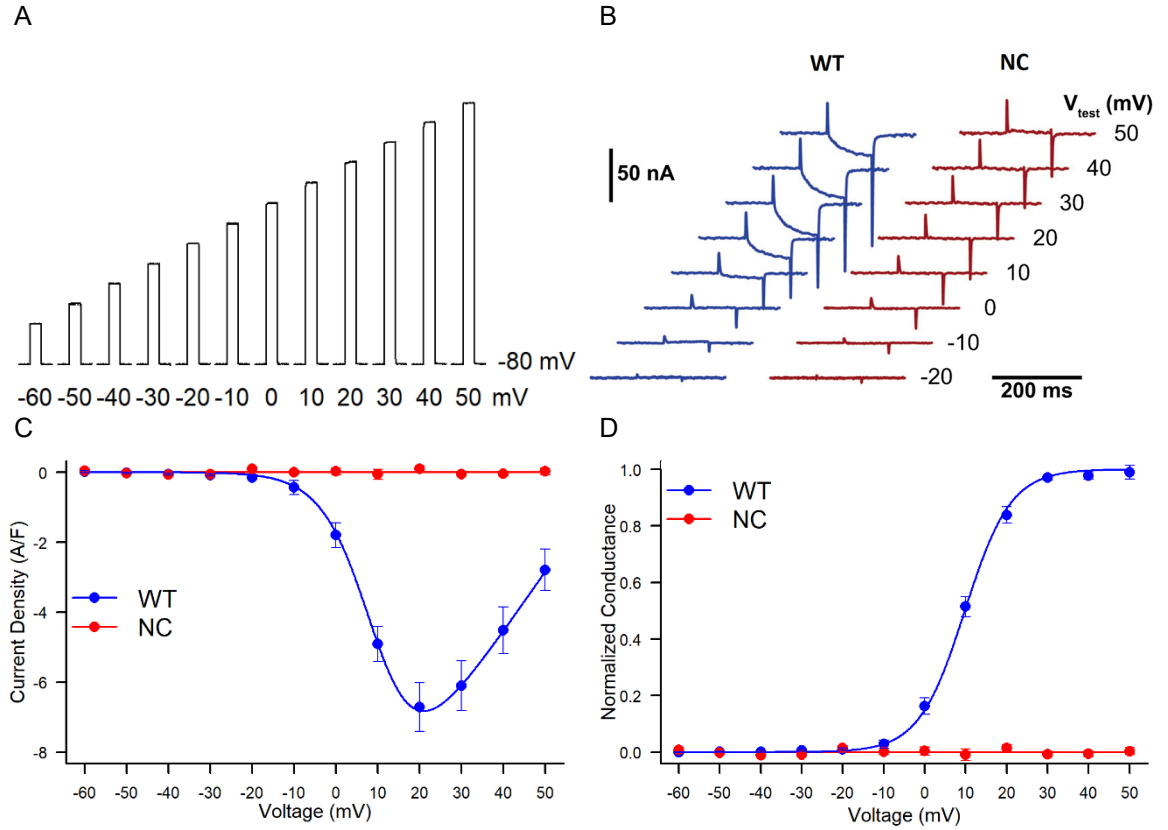 A
-80 mV
-60 -50 -40 -30 -20 -10 0 10 20 30 40 50 mV
B
WT NC
Vtest (mV)
50 nA
50
40
30
20
10
0
-10
-20
200 ms
C
Current Density (A/F)
0
-2
-4
-6
-8
WT
NC
-60 -50 -40 -30 -20 -10 0 10 20 30 40 50
Voltage (mV)
D
Normalized Conductance
1.0
0.8
0.6
0.4
0.2
0.0
WT
NC
-60 -50 -40 -30 -20 -10 0 10 20 30 40 50
Voltage (mV)